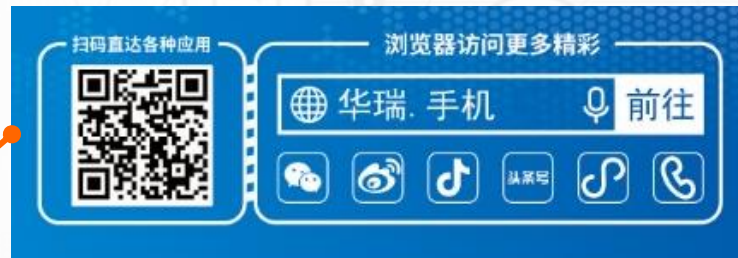 扫码直达各种应用
浏览器访问更多精彩
华瑞. 手机
前往
头条号